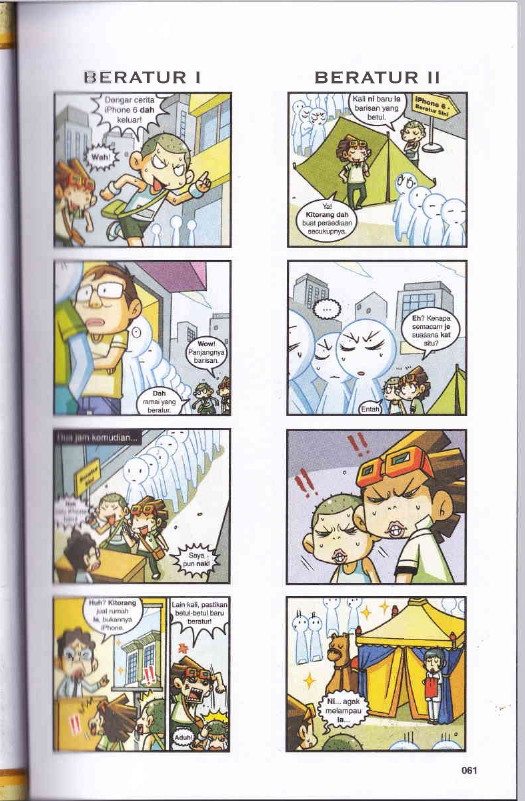 BERATUR I
Dengar cerita
iPhone 6 dah
keluar!
Wah!
Wow!
Panjangnya
barisan.
Dah
ramai yang
beratur.
Dua jam kemudian...
Saya
pun nak!
Huh? Kitorang
jual rumah
la, bukannya
iPhone.
Lain kali, pastikan
betul-betul baru
beratur!
Aduh!
BERATUR II
Kali ni baru la
barisan yang
betul.
iPhone 6 -
Beratur Sini
Ya!
Kitorang dah
buat persediaan
secukupnya.
...
Eh? Kenapa
semacam je
suasana kat
situ?
Entah
!!
!!
Ni... agak
melampau
la...
061